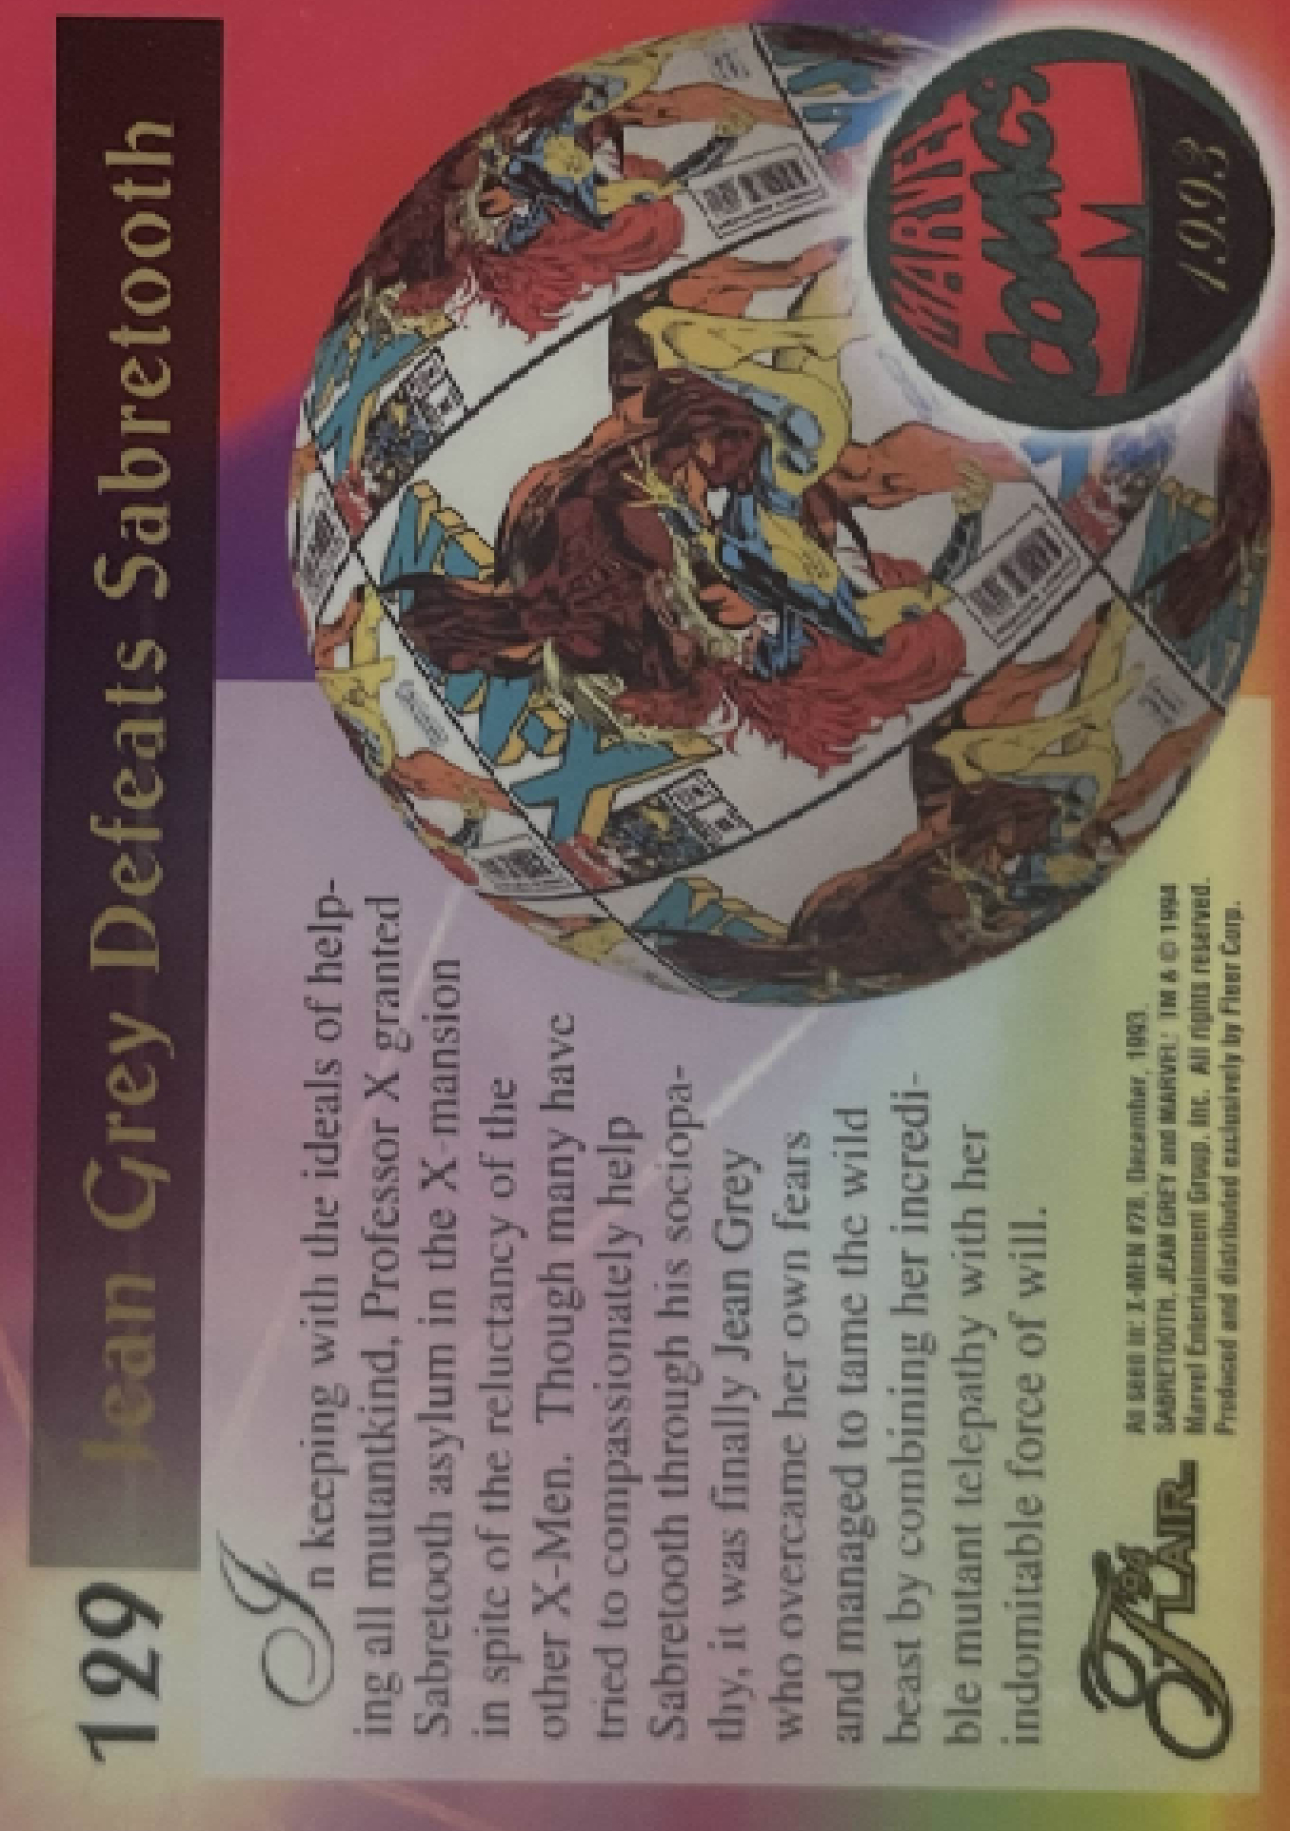 129
Jean Grey Defeats Sabretooth
In keeping with the ideals of help-
ing all mutantkind, Professor X granted
Sabretooth asylum in the X-mansion
in spite of the reluctancy of the
other X-Men. Though many have
tried to compassionately help
Sabretooth through his sociopa-
thy, it was finally Jean Grey
who overcame her own fears
and managed to tame the wild
beast by combining her incredi-
ble mutant telepathy with her
indomitable force of will.
X-MEN
'94
FLAIR
As seen in: X-MEN #28, December, 1993.
SABRETOOTH, JEAN GREY and MARVEL: TM & © 1994
Marvel Entertainment Group, Inc. All rights reserved.
Produced and distributed exclusively by Fleer Corp.
MARVEL
COMICS
M
1993